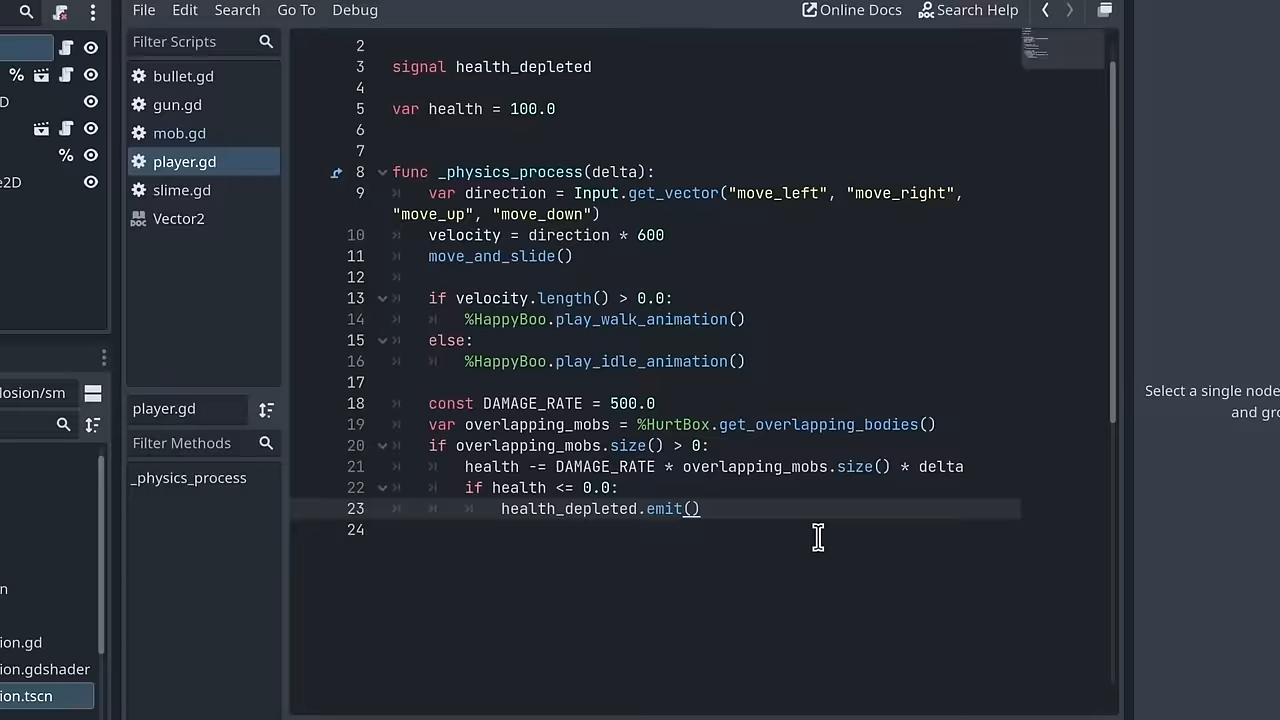 File Edit Search Go To Debug
Online Docs Search Help
Filter Scripts
bullet.gd
gun.gd
mob.gd
player.gd
slime.gd
Vector2
player.gd
Filter Methods
_physics_process
%
D
%
e2D
losion/sm
n
ion.gd
ion.gdshader
ion.tscn
2
3 signal health_depleted
4
5 var health = 100.0
6
7
8 func _physics_process(delta):
9 var direction = Input.get_vector("move_left", "move_right",
"move_up", "move_down")
10 velocity = direction * 600
11 move_and_slide()
12
13 if velocity.length() > 0.0:
14 %HappyBoo.play_walk_animation()
15 else:
16 %HappyBoo.play_idle_animation()
17
18 const DAMAGE_RATE = 500.0
19 var overlapping_mobs = %HurtBox.get_overlapping_bodies()
20 if overlapping_mobs.size() > 0:
21 health -= DAMAGE_RATE * overlapping_mobs.size() * delta
22 if health <= 0.0:
23 health_depleted.emit()
24
Select a single node
and gro